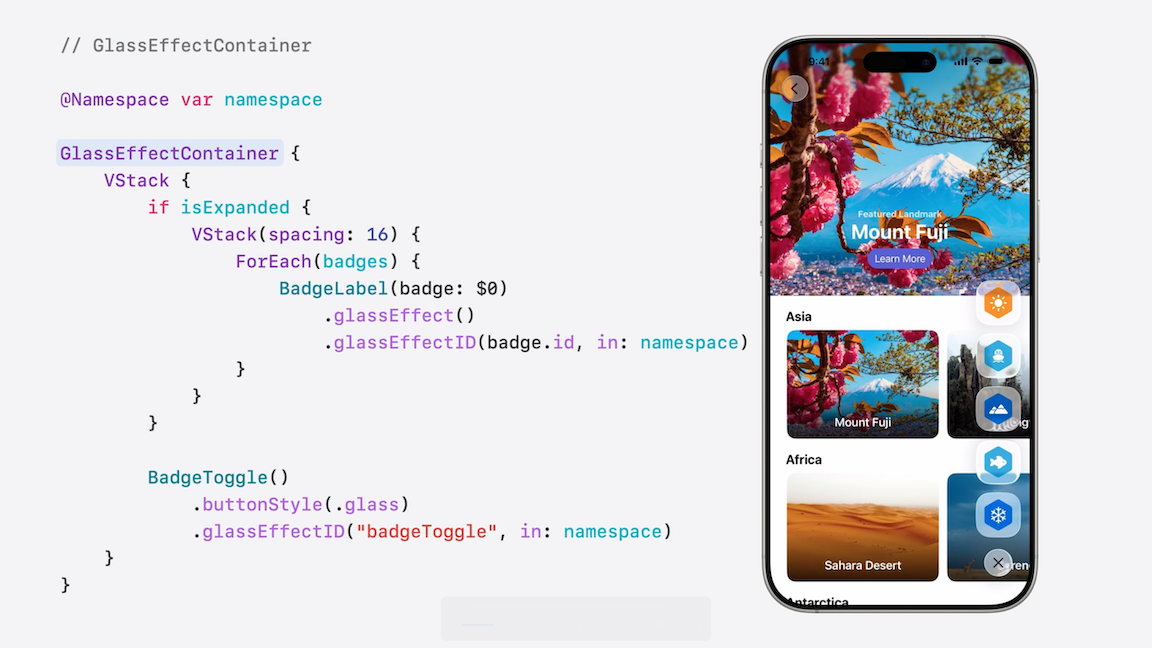 // GlassEffectContainer
@Namespace var namespace
GlassEffectContainer {
VStack {
if isExpanded {
VStack(spacing: 16) {
ForEach(badges) {
BadgeLabel(badge: $0)
.glassEffect()
.glassEffectID(badge.id, in: namespace)
}
}
}
BadgeToggle()
.buttonStyle(.glass)
.glassEffectID("badgeToggle", in: namespace)
}
}
9:41
Featured Landmark
Mount Fuji
Learn More
Asia
Mount Fuji
Africa
Sahara Desert
Antarctica